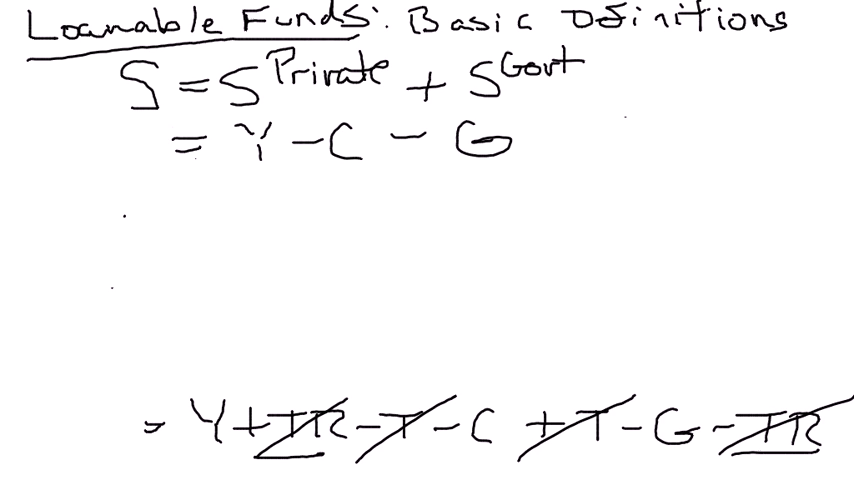 Loanable Funds: Basic Definitions
S = S^Private + S^Govt
= Y - C - G
= Y + TR - T - C + T - G - TR